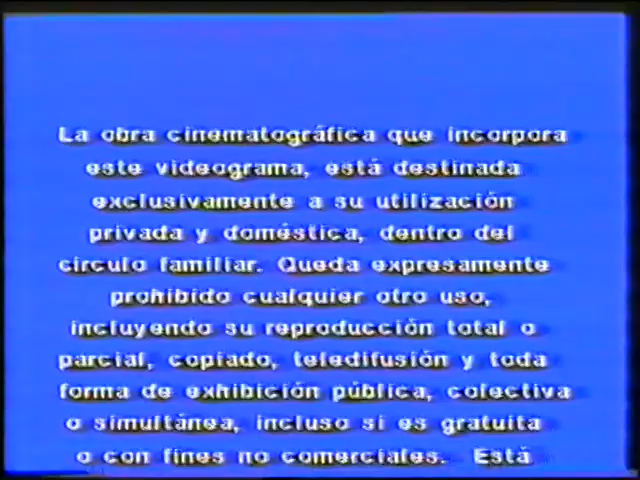 La obra cinematográfica que incorpora
este videograma, está destinada
exclusivamente a su utilización
privada y doméstica, dentro del
círculo familiar. Queda expresamente
prohibido cualquier otro uso,
incluyendo su reproducción total o
parcial, copiado, teledifusión y toda
forma de exhibición pública, colectiva
o simultánea, incluso si es gratuita
o con fines no comerciales. Está